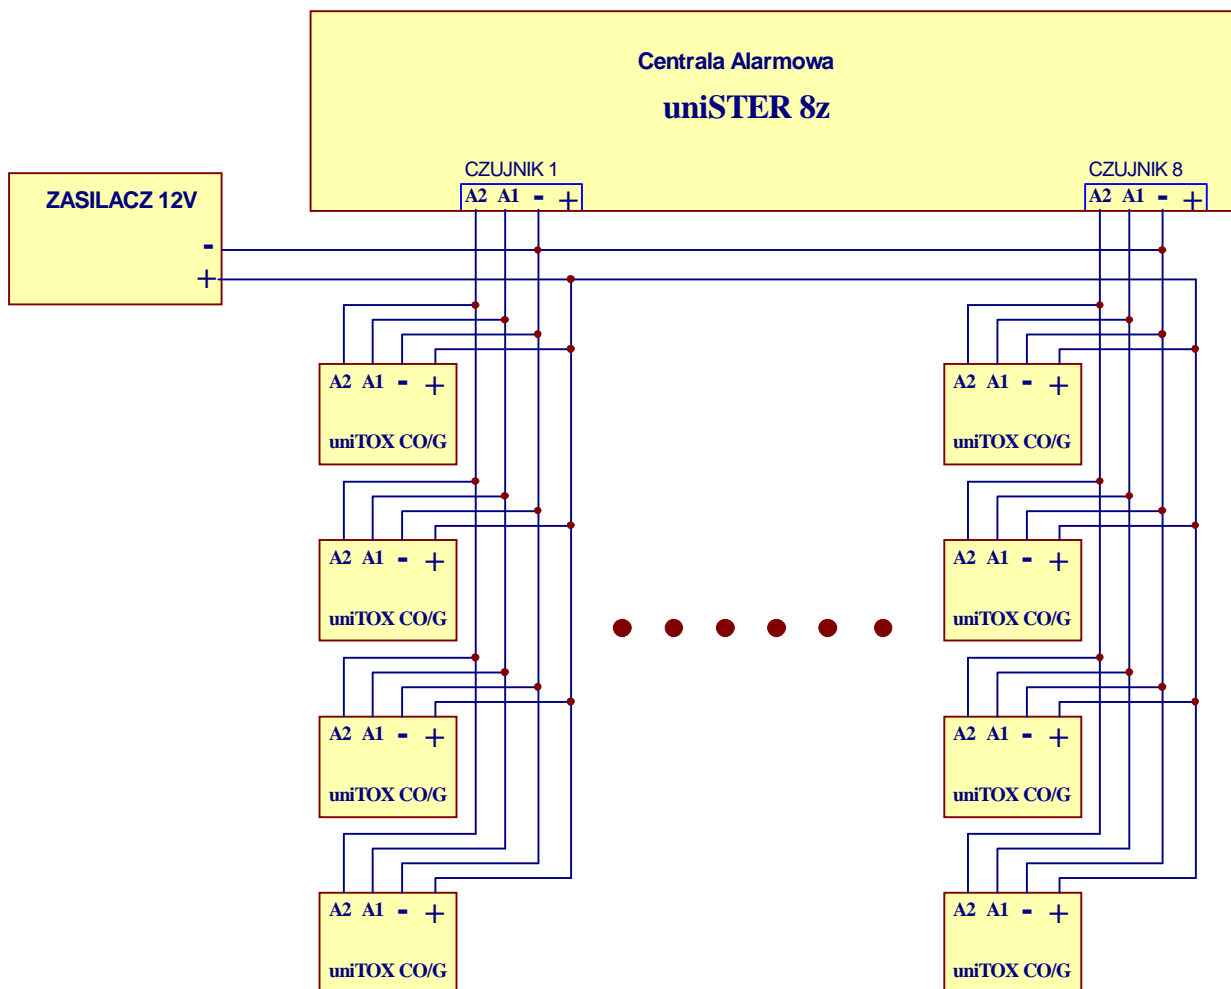 Centrala Alarmowa
uniSTER 8z
CZUJNIK 1
A2 A1 - +
CZUJNIK 8
A2 A1 - +
ZASILACZ 12V
-
+
A2 A1 - +
uniTOX CO/G
A2 A1 - +
uniTOX CO/G
A2 A1 - +
uniTOX CO/G
A2 A1 - +
uniTOX CO/G
A2 A1 - +
uniTOX CO/G
A2 A1 - +
uniTOX CO/G
A2 A1 - +
uniTOX CO/G
A2 A1 - +
uniTOX CO/G